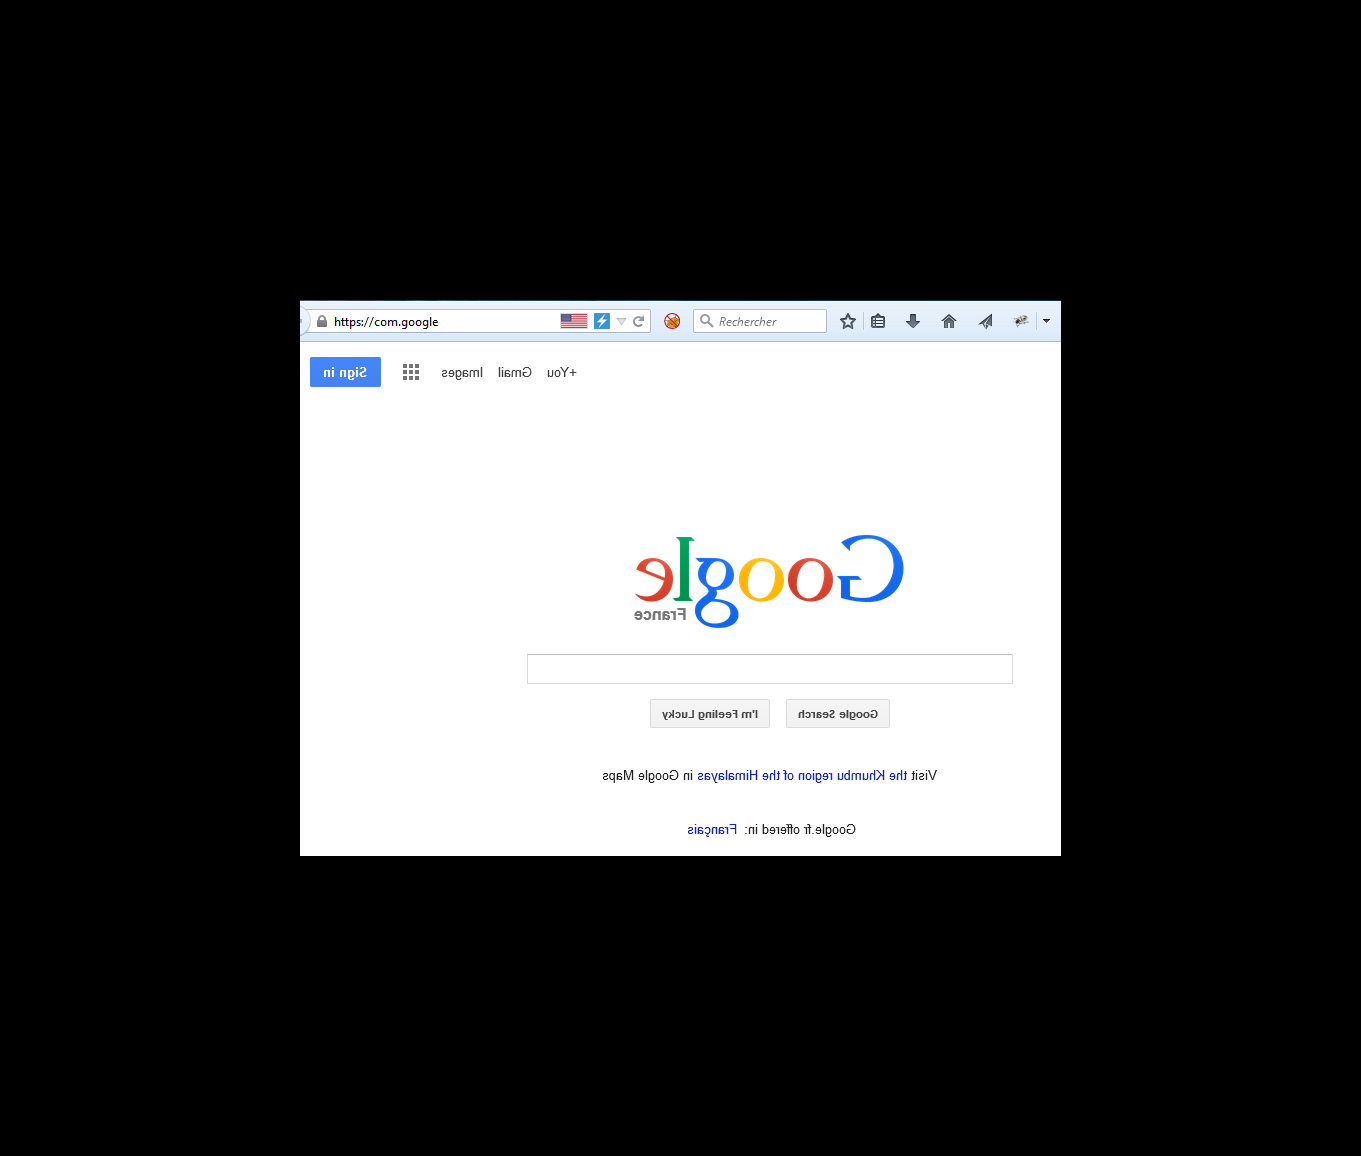 https://com.google
Rechercher
+You Gmail Images Sign in
Google
France
Google Search I'm Feeling Lucky
Visit the Khumbu region of the Himalayas in Google Maps
Google.fr offered in: Français